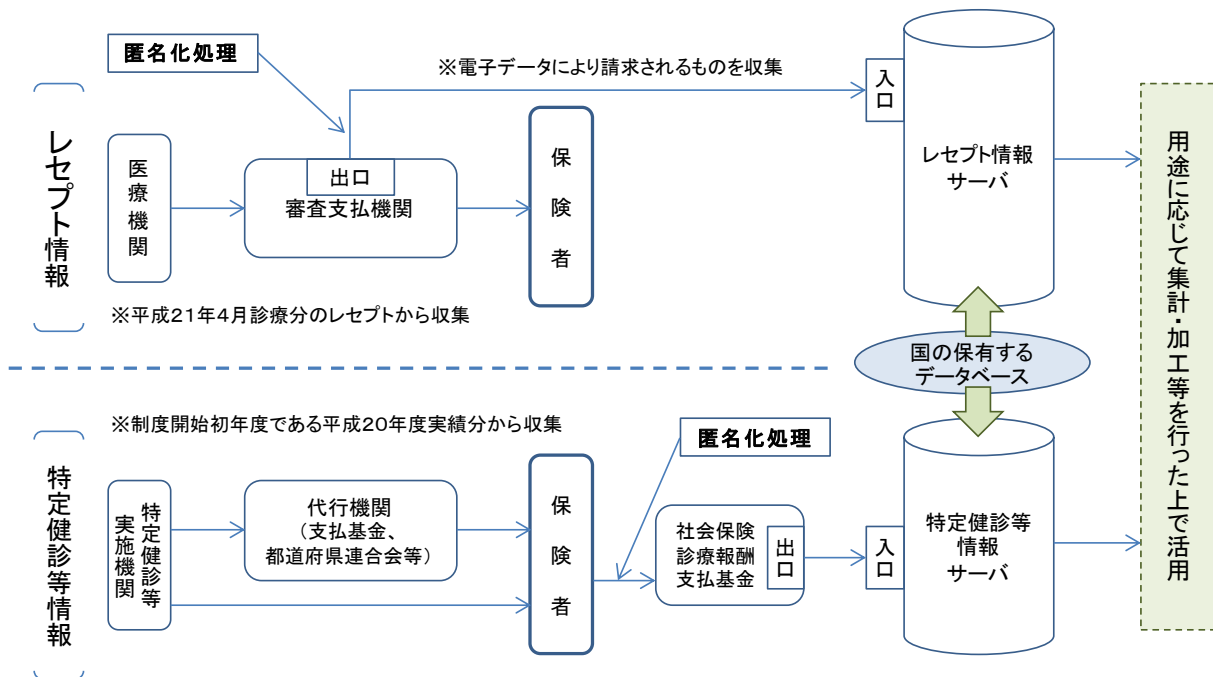 匿名化処理
※電子データにより請求されるものを収集
レセプト情報
医療機関
出口
審査支払機関
保険者
入口
レセプト情報
サーバ
※平成21年4月診療分のレセプトから収集
国の保有する
データベース
用途に応じて集計・加工等を行った上で活用
※制度開始初年度である平成20年度実績分から収集
匿名化処理
特定健診等情報
特定健診等
実施機関
代行機関
(支払基金、
都道府県連合会等)
保険者
社会保険
診療報酬
支払基金
出口
入口
特定健診等
情報
サーバ